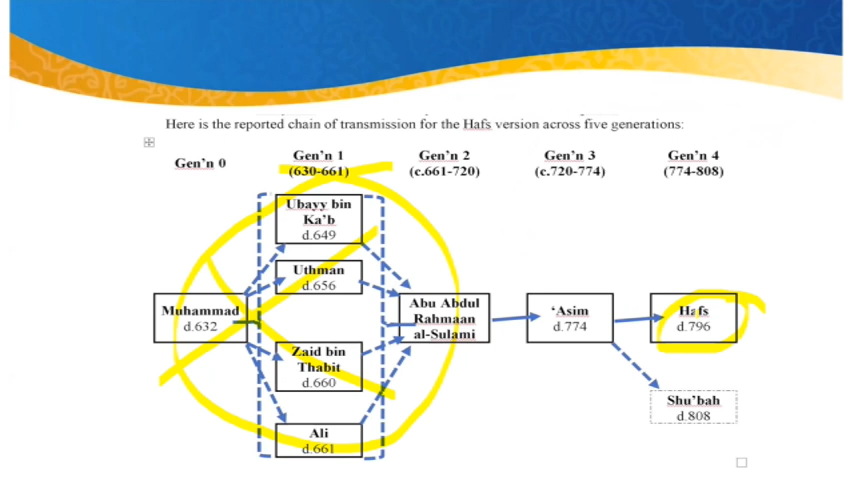 Here is the reported chain of transmission for the Hafs version across five generations:
Gen'n 0
Gen'n 1
(630-661)
Gen'n 2
(c.661-720)
Gen'n 3
(c.720-774)
Gen'n 4
(774-808)
Muhammad
d.632
Ubayy bin
Ka'b
d.649
Uthman
d.656
Zaid bin
Thabit
d.660
Ali
d.661
Abu Abdul
Rahmaan
al-Sulami
'Asim
d.774
Hafs
d.796
Shu'bah
d.808